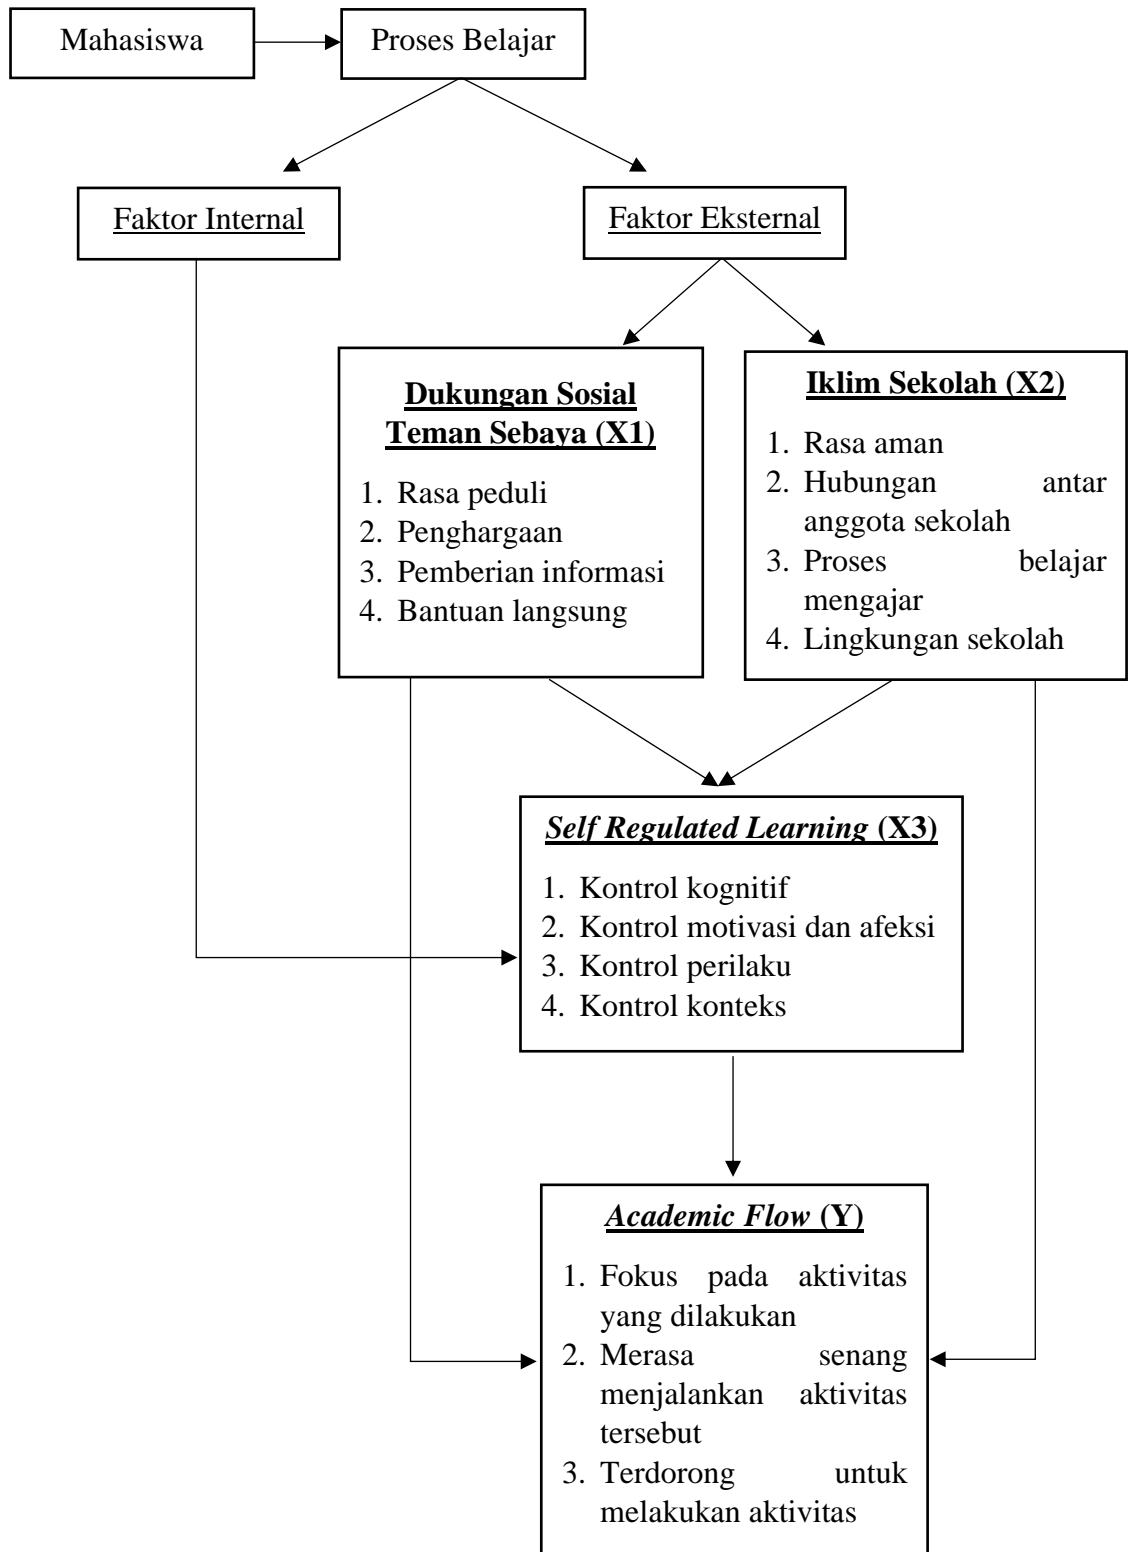 Mahasiswa
Proses Belajar
Faktor Internal
Faktor Eksternal
Dukungan Sosial
Teman Sebaya (X1)
1. Rasa peduli
2. Penghargaan
3. Pemberian informasi
4. Bantuan langsung
Iklim Sekolah (X2)
1. Rasa aman
2. Hubungan antar
anggota sekolah
3. Proses belajar
mengajar
4. Lingkungan sekolah
Self Regulated Learning (X3)
1. Kontrol kognitif
2. Kontrol motivasi dan afeksi
3. Kontrol perilaku
4. Kontrol konteks
Academic Flow (Y)
1. Fokus pada aktivitas
yang dilakukan
2. Merasa senang
menjalankan aktivitas
tersebut
3. Terdorong untuk
melakukan aktivitas